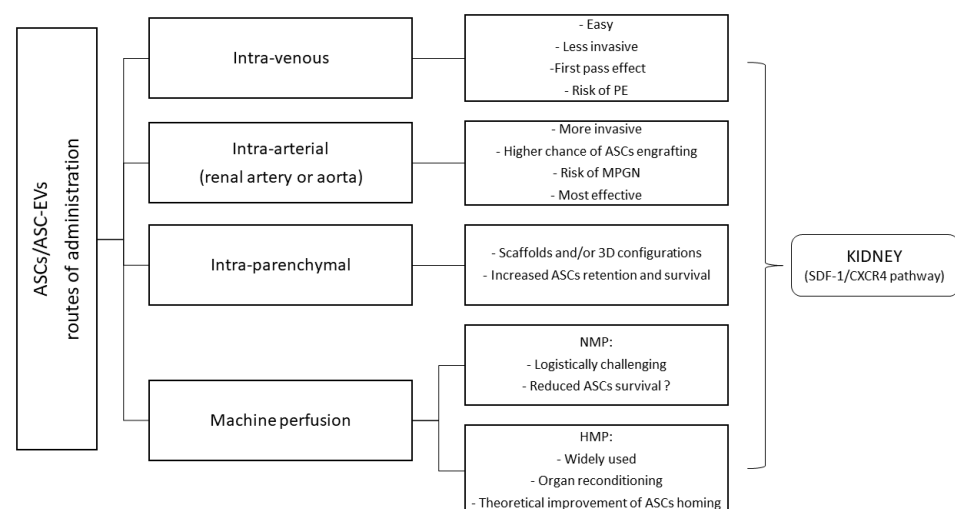 ASCs/ASC-EVs
routes of administration
Intra-venous
- Easy
- Less invasive
-First pass effect
- Risk of PE
Intra-arterial
(renal artery or aorta)
- More invasive
- Higher chance of ASCs engrafting
- Risk of MPGN
- Most effective
Intra-parenchymal
- Scaffolds and/or 3D configurations
- Increased ASCs retention and survival
Machine perfusion
NMP:
- Logistically challenging
- Reduced ASCs survival ?
HMP:
- Widely used
- Organ reconditioning
- Theoretical improvement of ASCs homing
KIDNEY
(SDF-1/CXCR4 pathway)